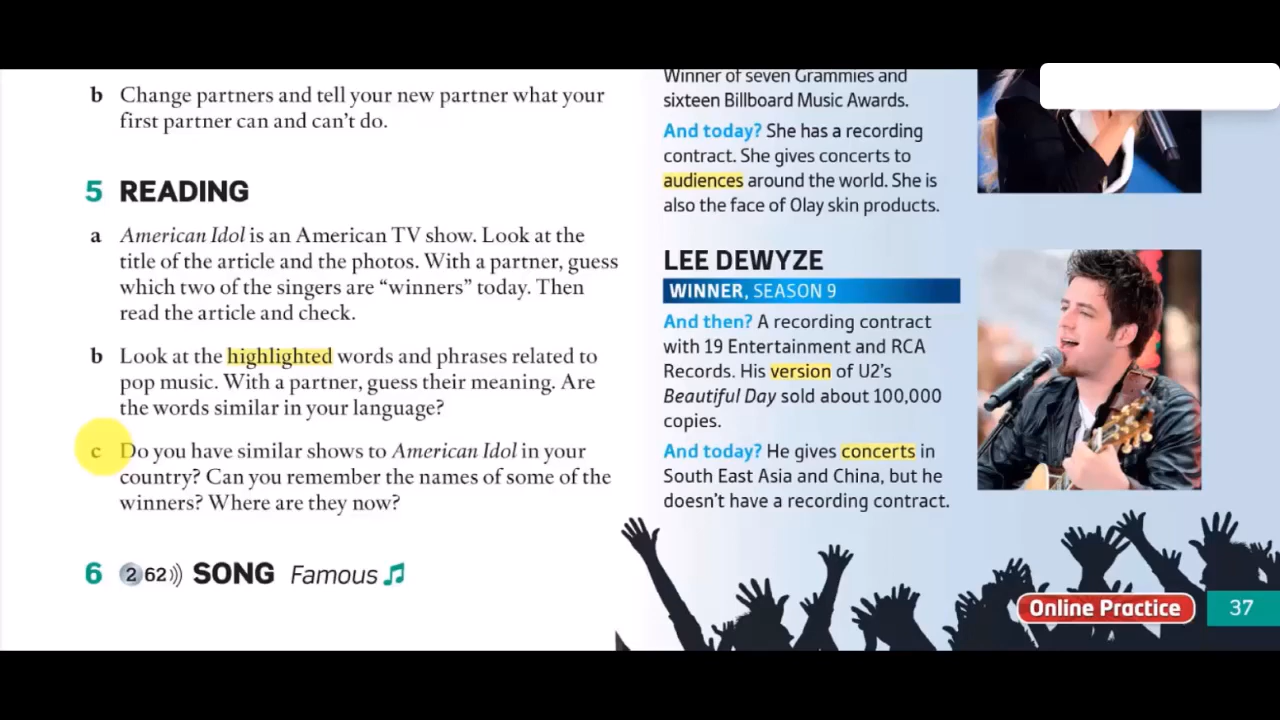 b Change partners and tell your new partner what your
first partner can and can't do.
5 READING
a American Idol is an American TV show. Look at the
title of the article and the photos. With a partner, guess
which two of the singers are “winners” today. Then
read the article and check.
b Look at the highlighted words and phrases related to
pop music. With a partner, guess their meaning. Are
the words similar in your language?
c Do you have similar shows to American Idol in your
country? Can you remember the names of some of the
winners? Where are they now?
6 2 62 SONG Famous
Winner of seven Grammies and
sixteen Billboard Music Awards.
And today? She has a recording
contract. She gives concerts to
audiences around the world. She is
also the face of Olay skin products.
LEE DEWYZE
WINNER, SEASON 9
And then? A recording contract
with 19 Entertainment and RCA
Records. His version of U2's
Beautiful Day sold about 100,000
copies.
And today? He gives concerts in
South East Asia and China, but he
doesn't have a recording contract.
Online Practice
37